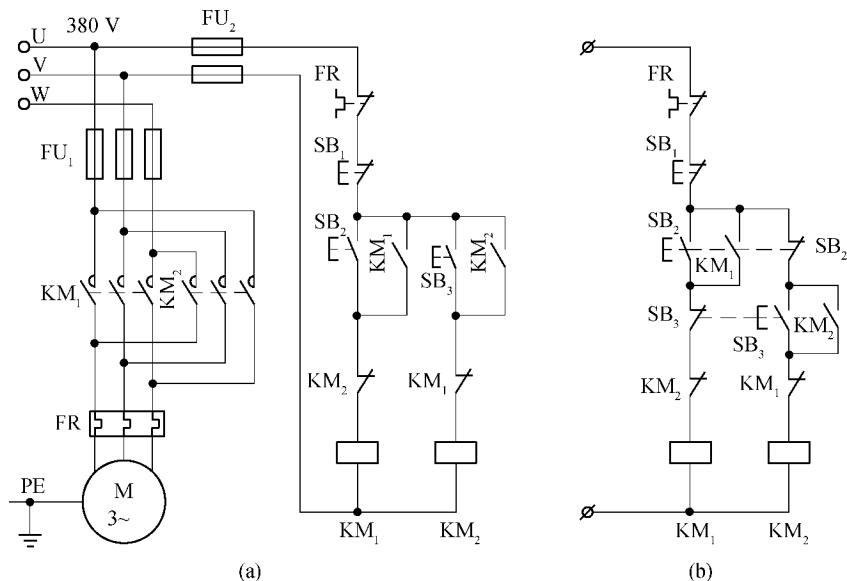 U
380 V
FU₂
V
W
FU₁
FR
SB₁
SB₂
KM₁
SB₃
KM₂
KM₁
KM₂
KM₂
KM₁
FR
PE
M
3~
KM₁
KM₂
(a)
FR
SB₁
SB₂
KM₁
SB₂
SB₃
SB₃
KM₂
KM₂
KM₁
KM₁
KM₂
(b)